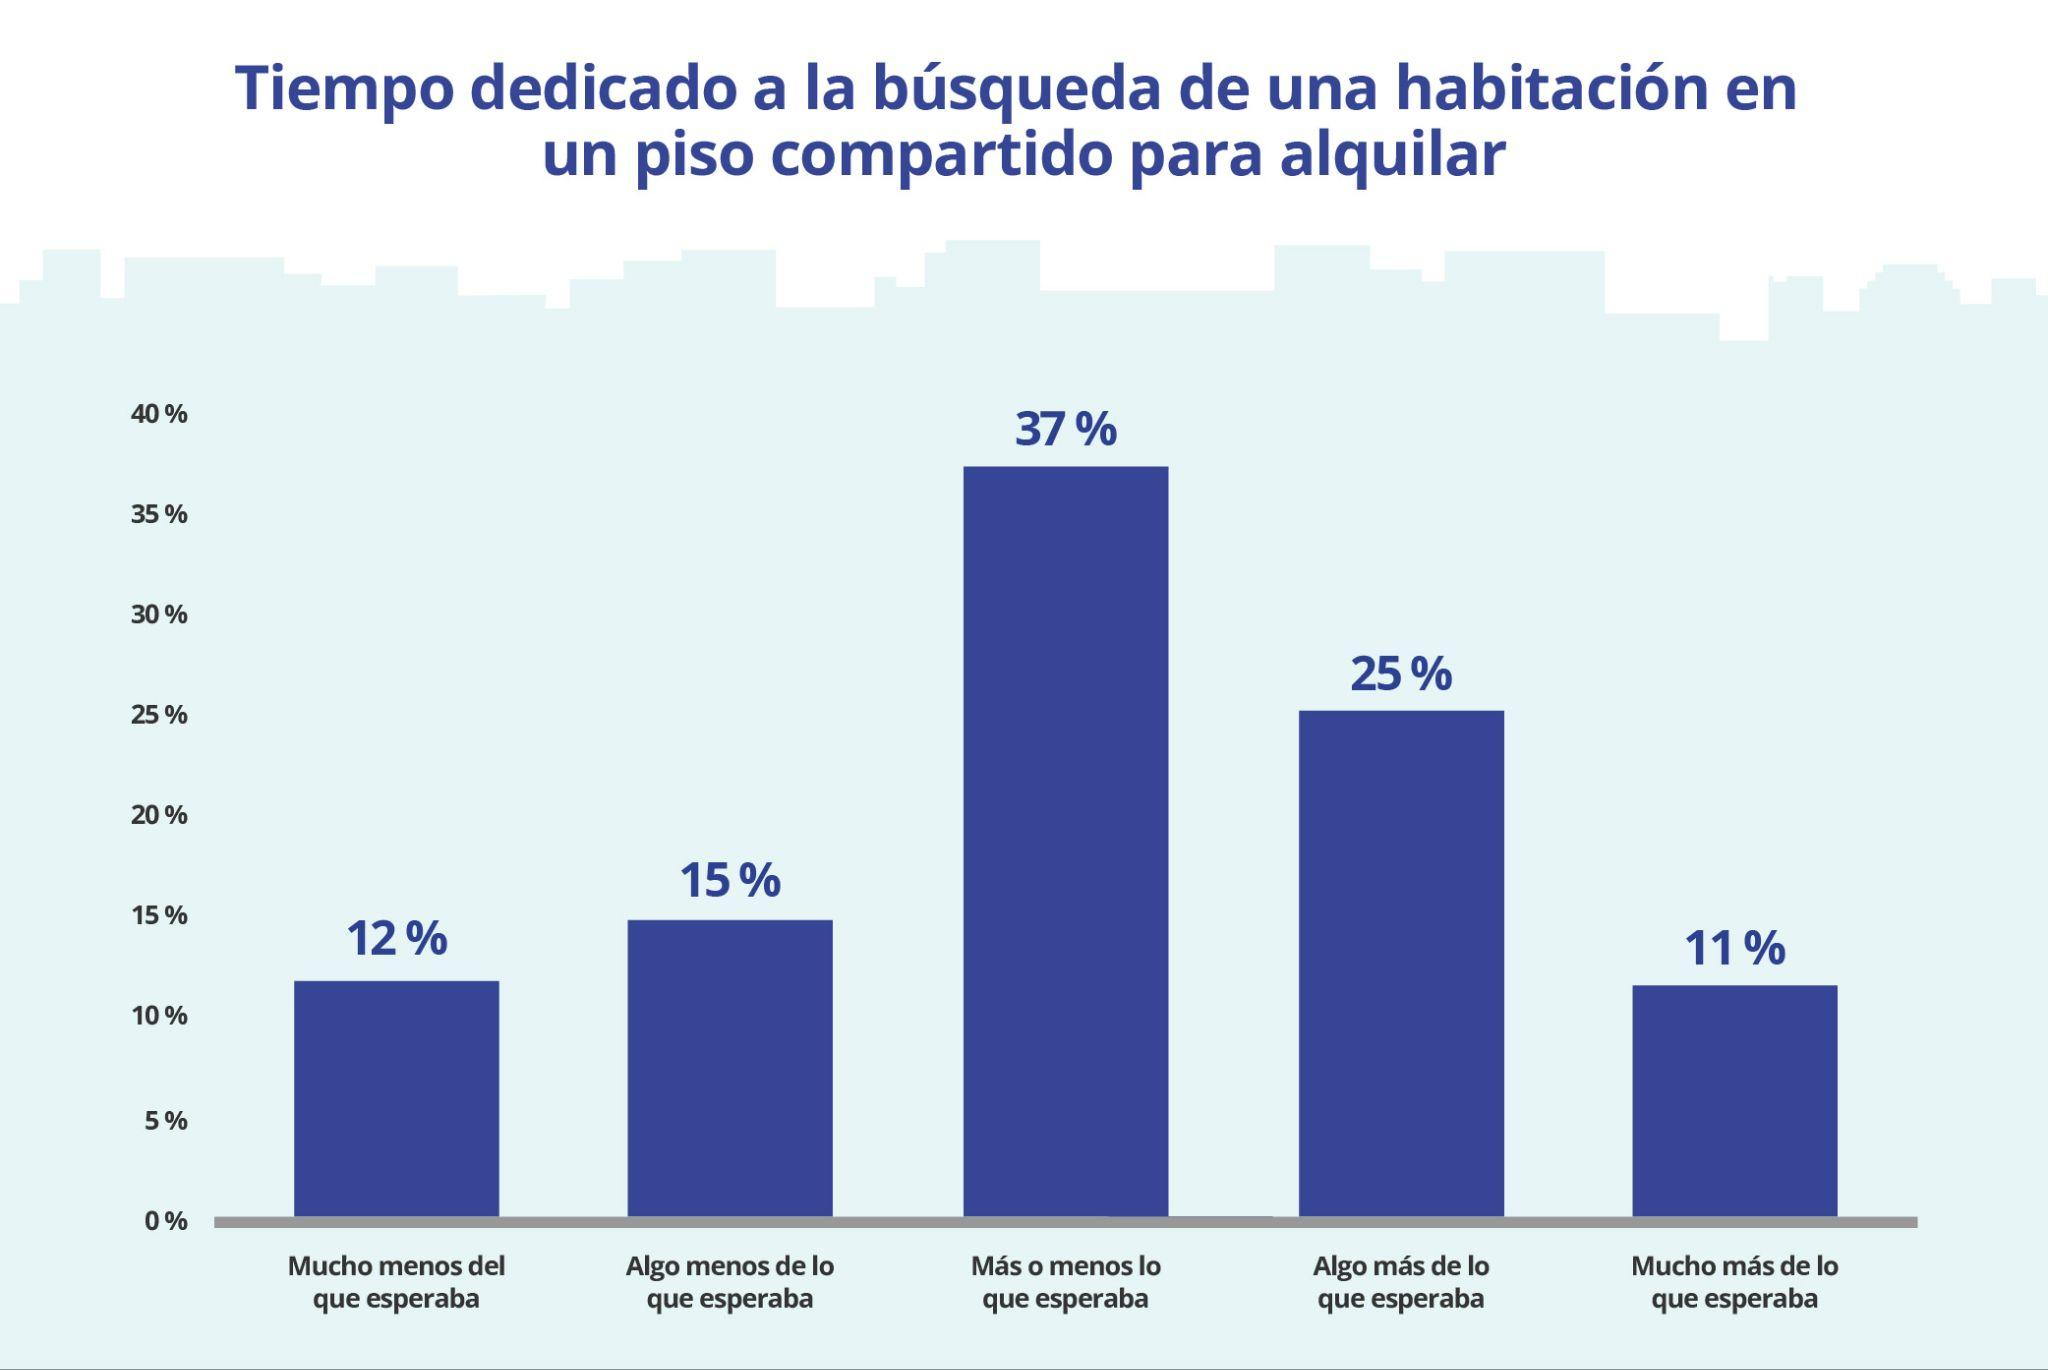 Tiempo dedicado a la búsqueda de una habitación en
un piso compartido para alquilar
40 %
35 %
30 %
25 %
20 %
15 %
10 %
5 %
0 %
12 %
15 %
37 %
25 %
11 %
Mucho menos del
que esperaba
Algo menos de lo
que esperaba
Más o menos lo
que esperaba
Algo más de lo
que esperaba
Mucho más de lo
que esperaba